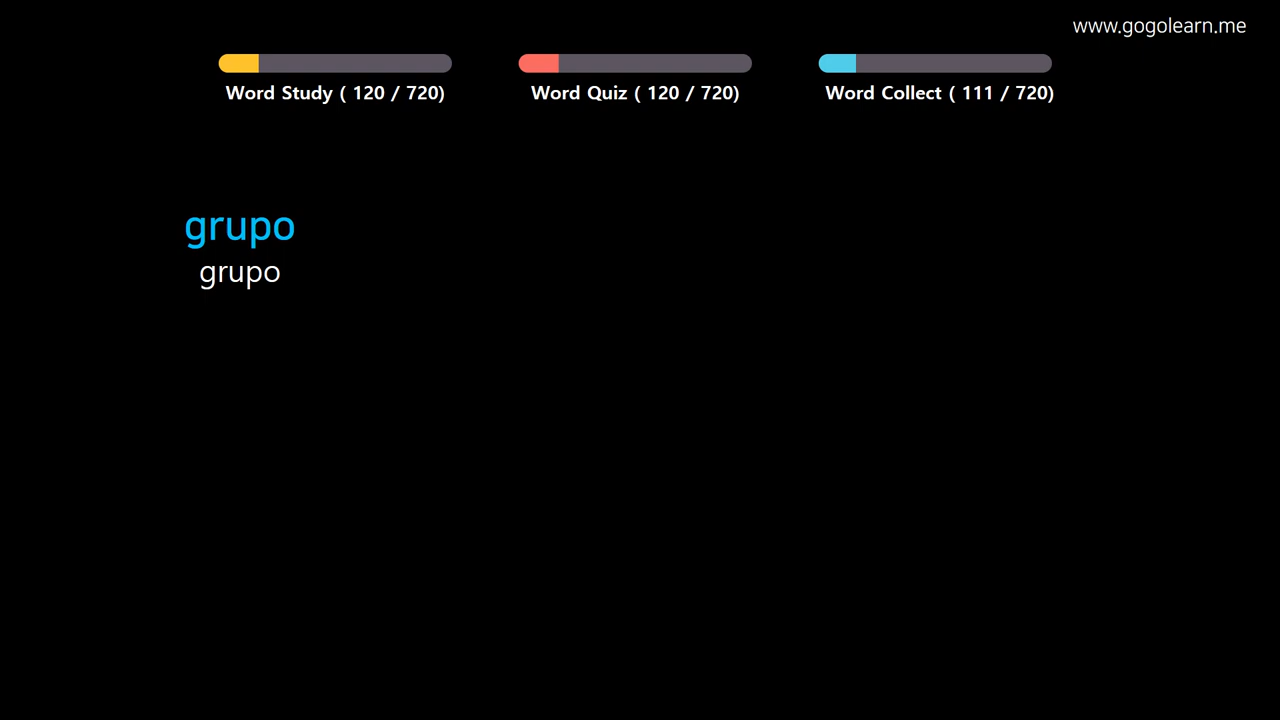 www.gogolearn.me
Word Study ( 120 / 720)
Word Quiz ( 120 / 720)
Word Collect ( 111 / 720)
grupo
grupo